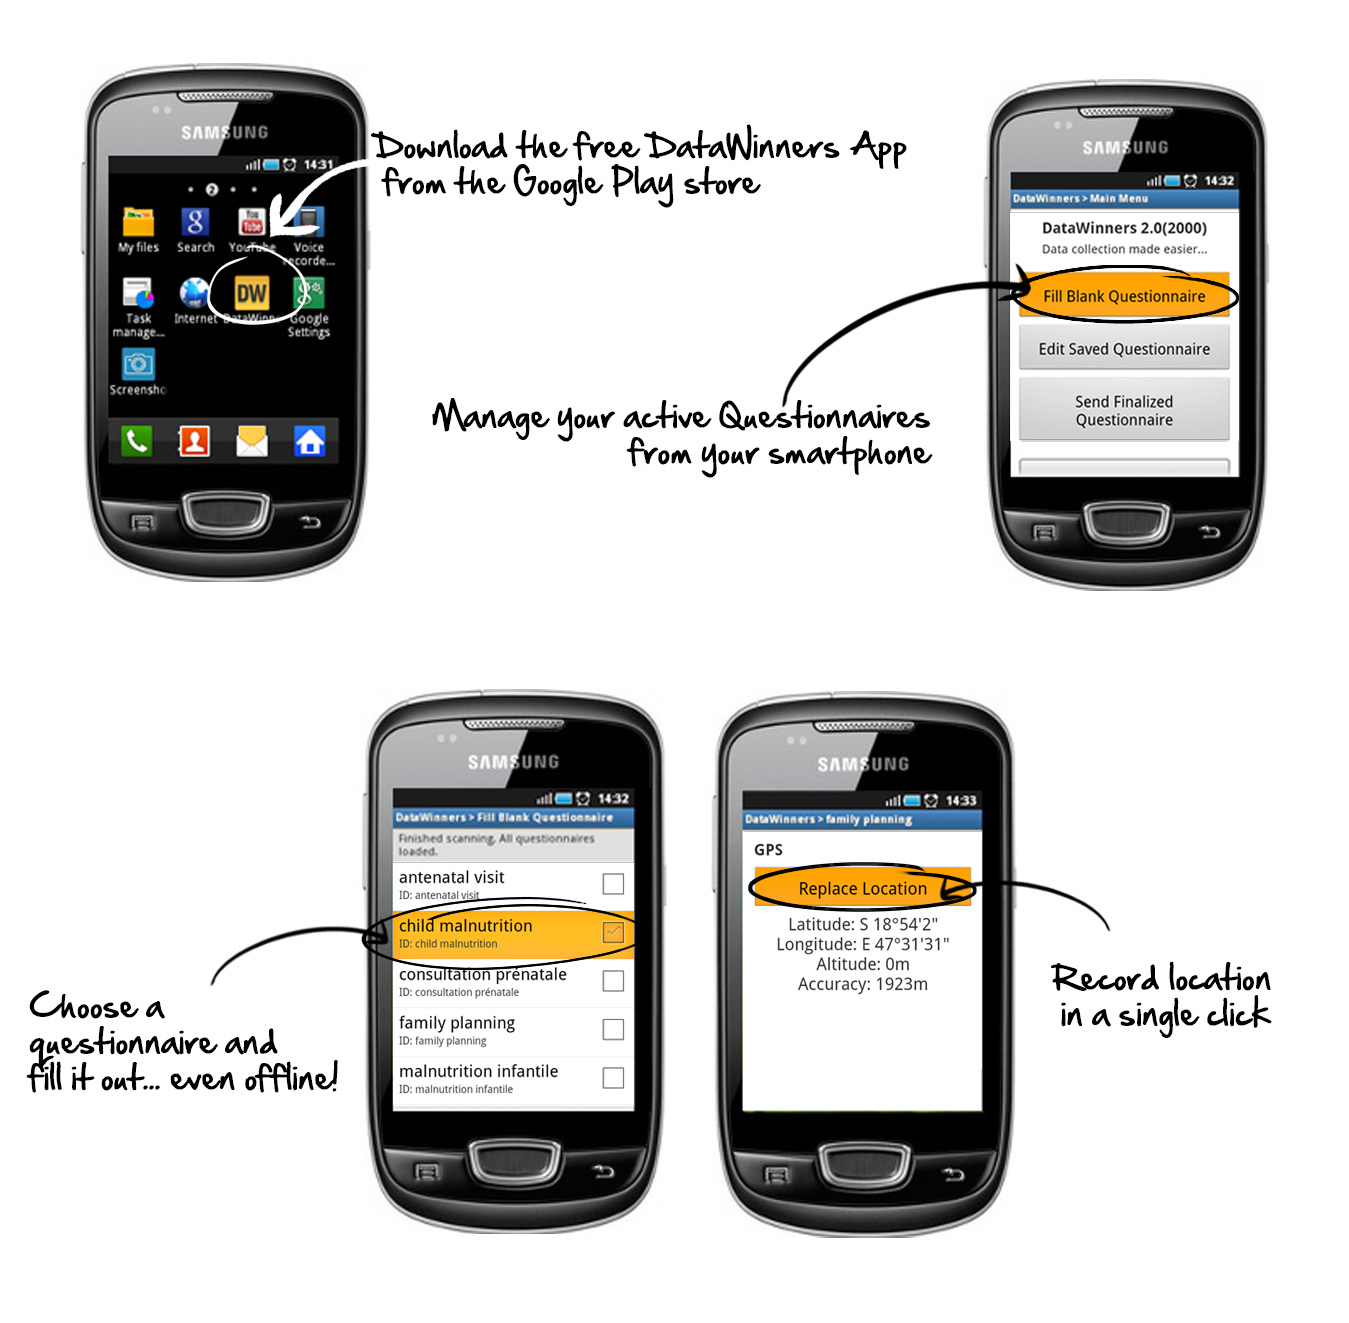 SAMSUNG
14:31
2
My files
Search
YouTube
Voice
recorde...
Task
manage...
Internet
DW
DataWinn...
Google
Settings
Screensho
Download the free DataWinners App
from the Google Play store
SAMSUNG
14:32
DataWinners > Main Menu
DataWinners 2.0(2000)
Data collection made easier...
Fill Blank Questionnaire
Edit Saved Questionnaire
Send Finalized
Questionnaire
Manage your active Questionnaires
from your smartphone
SAMSUNG
14:32
DataWinners > Fill Blank Questionnaire
Finished scanning. All questionnaires
loaded.
antenatal visit
ID: antenatal visit
child malnutrition
ID: child malnutrition
consultation prénatale
ID: consultation prénatale
family planning
ID: family planning
malnutrition infantile
ID: malnutrition infantile
Choose a
questionnaire and
fill it out... even offline!
SAMSUNG
14:33
DataWinners > family planning
GPS
Replace Location
Latitude: S 18°54'2"
Longitude: E 47°31'31"
Altitude: 0m
Accuracy: 1923m
Record location
in a single click